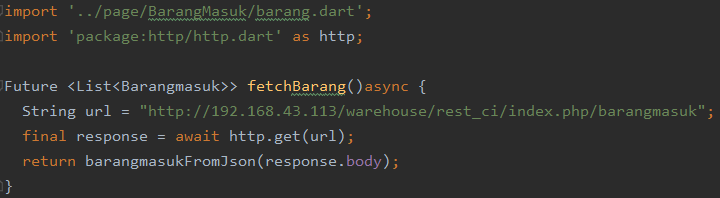 import '../page/BarangMasuk/barang.dart';
import 'package:http/http.dart' as http;
Future <List<Barangmasuk>> fetchBarang()async {
String url = "http://192.168.43.113/warehouse/rest_ci/index.php/barangmasuk";
final response = await http.get(url);
return barangmasukFromJson(response.body);
}